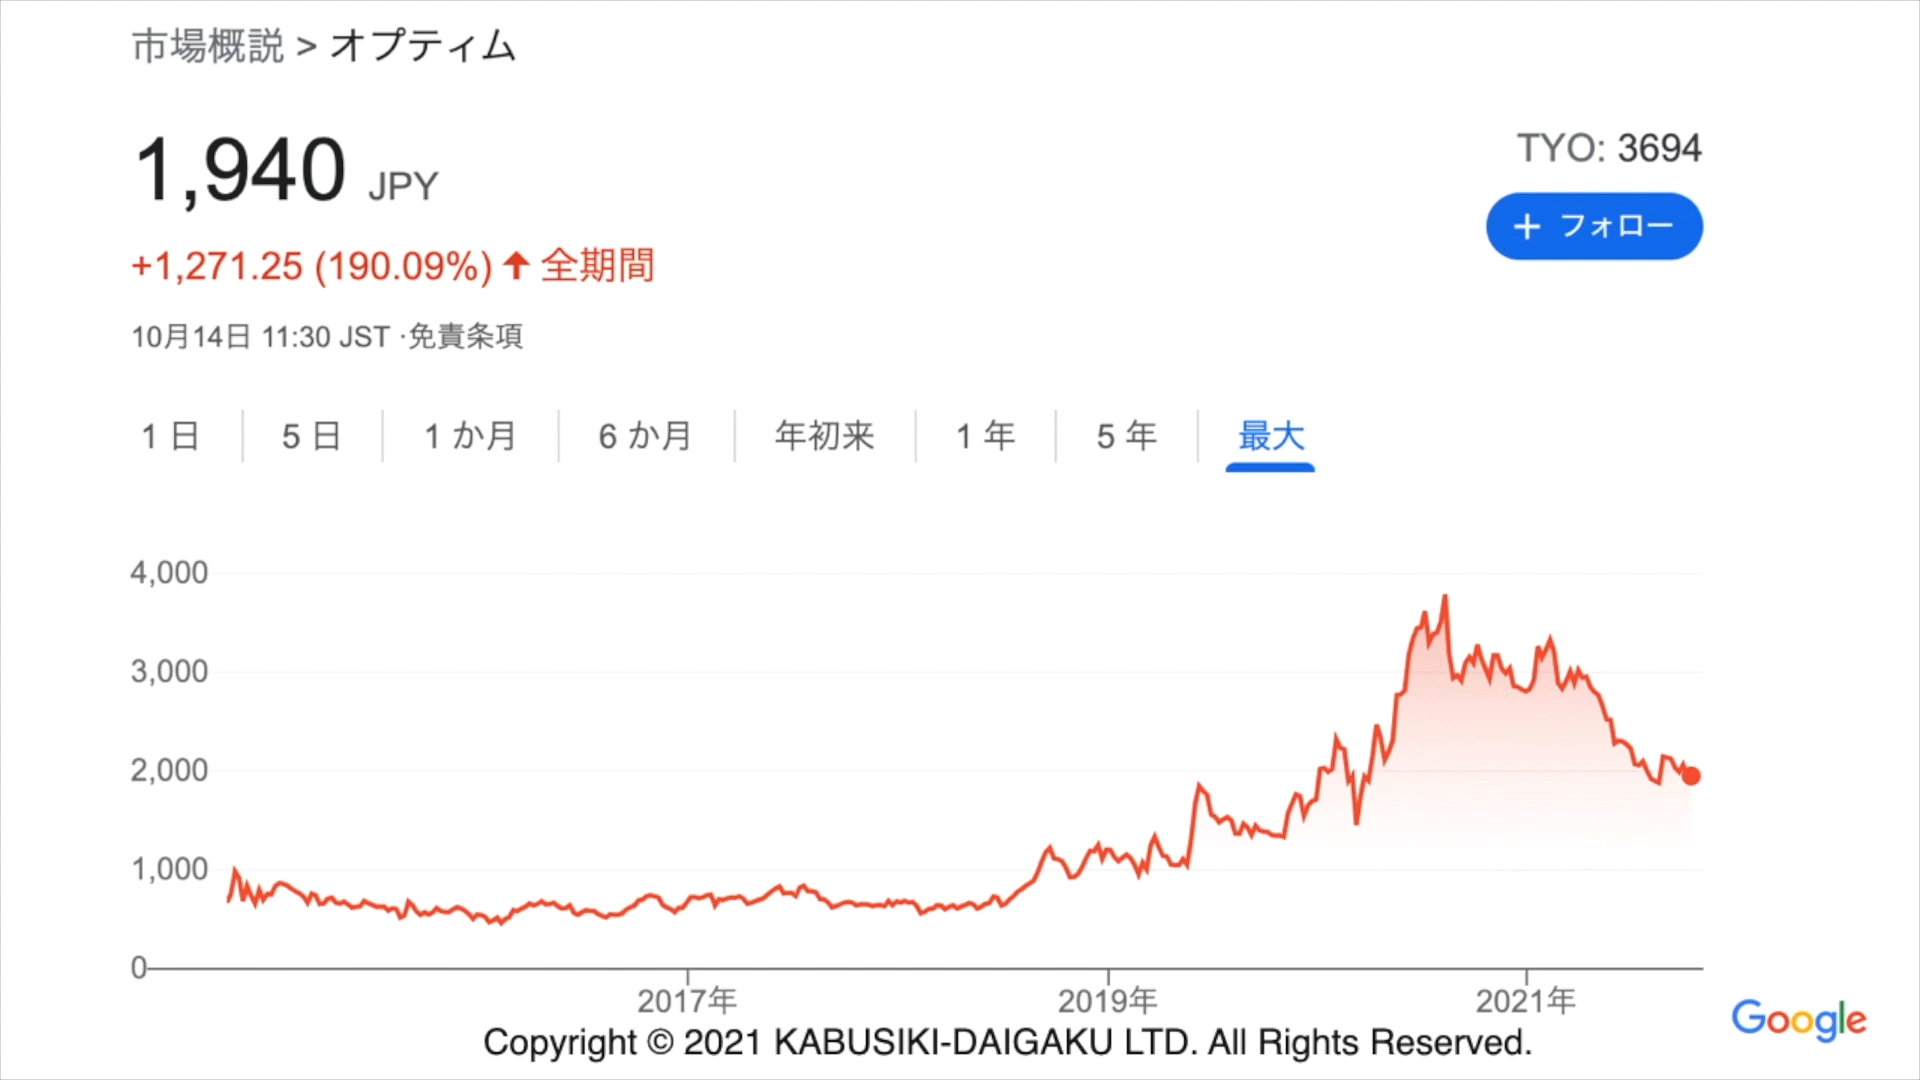 市場概説 > オプティム
1,940 JPY
TYO: 3694
+ フォロー
+1,271.25 (190.09%) ↑ 全期間
10月14日 11:30 JST ·免責条項
1 日 5 日 1 か月 6 か月 年初来 1 年 5 年 最大
4,000
3,000
2,000
1,000
0
2017年 2019年 2021年
Google
Copyright © 2021 KABUSIKI-DAIGAKU LTD. All Rights Reserved.